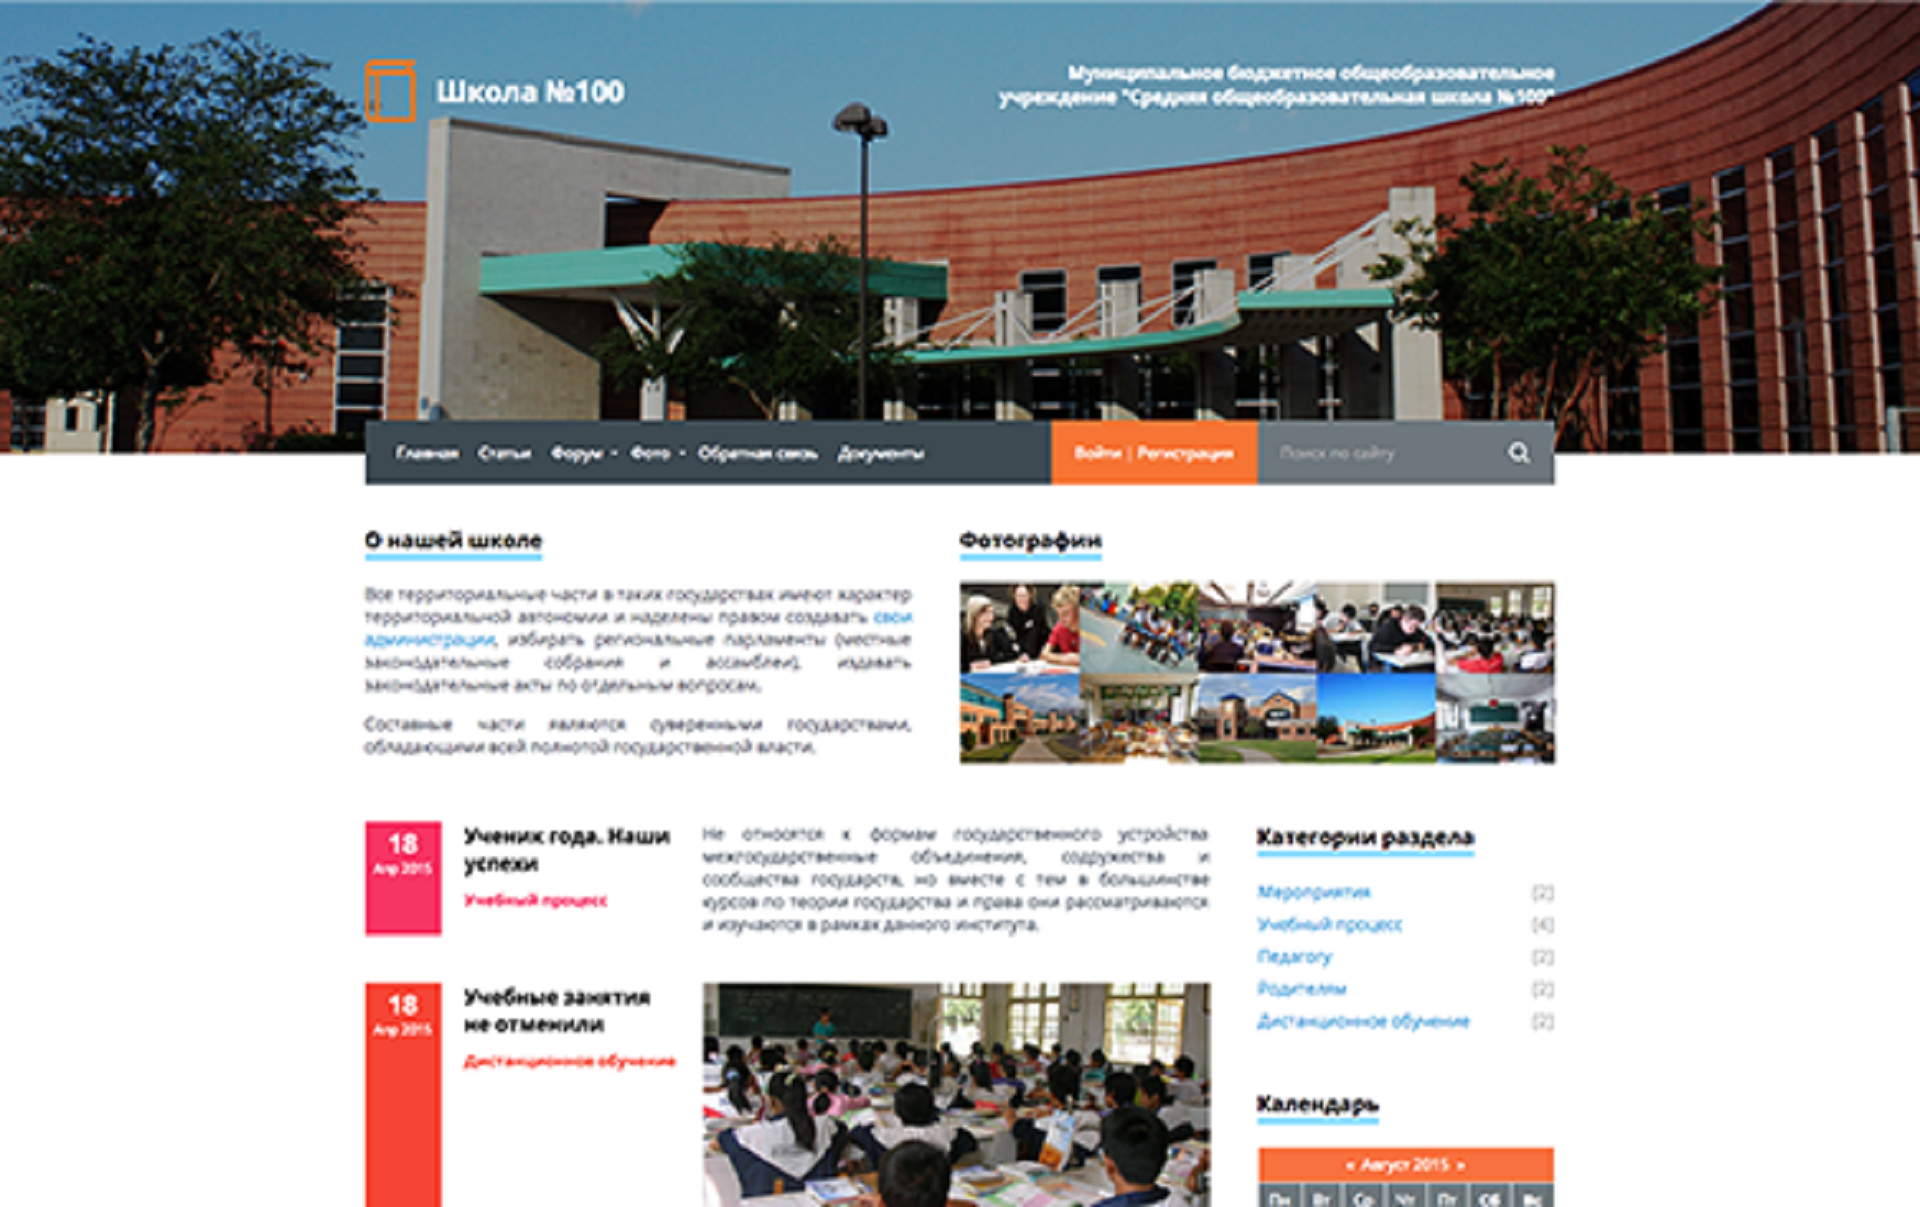 Школа №100
Муниципальное бюджетное общеобразовательное
учреждение "Средняя общеобразовательная школа №100"
Главная Статьи Форум Фото Обратная связь Документы
Войти | Регистрация
Поиск по сайту
О нашей школе
Все территориальные части в таких государствах имеют характер
территориальной автономии и наделены правом создавать свои
администрации, избирать региональные парламенты (местные
законодательные собрания и ассамблеи), издавать
законодательные акты по отдельным вопросам.
Составные части являются суверенными государствами,
обладающими всей полнотой государственной власти.
Фотографии
18
Апр 2015
Ученик года. Наши
успехи
Учебный процесс
Не относятся к формам государственного устройства
межгосударственные объединения, содружества и
сообщества государств, но вместе с тем в большинстве
курсов по теории государства и права они рассматриваются
и изучаются в рамках данного института.
18
Апр 2015
Учебные занятия
не отменили
Дистанционное обучение
Категории раздела
Мероприятия [2]
Учебный процесс [4]
Педагогу [2]
Родителям [2]
Дистанционное обучение [2]
Календарь
« Август 2015 »
Пн Вт Ср Чт Пт Сб Вс